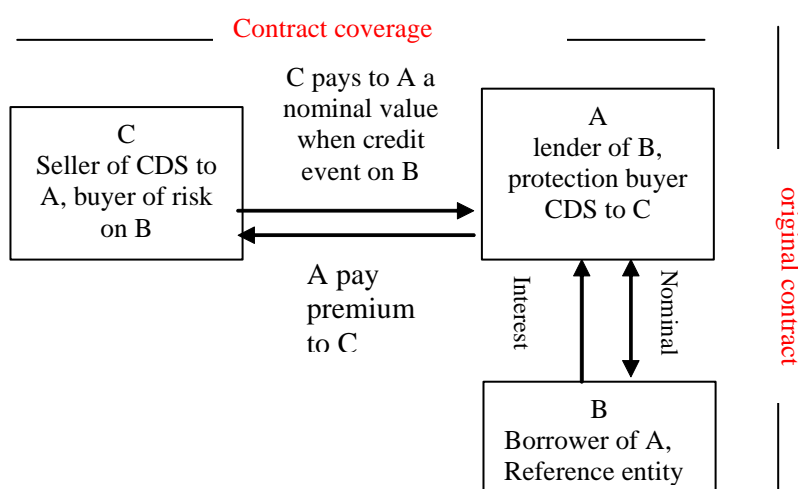 Contract coverage
C pays to A a
nominal value
when credit
event on B
C
Seller of CDS to
A, buyer of risk
on B
A
lender of B,
protection buyer
CDS to C
A pay
premium
to C
Interest
Nominal
original contract
B
Borrower of A,
Reference entity